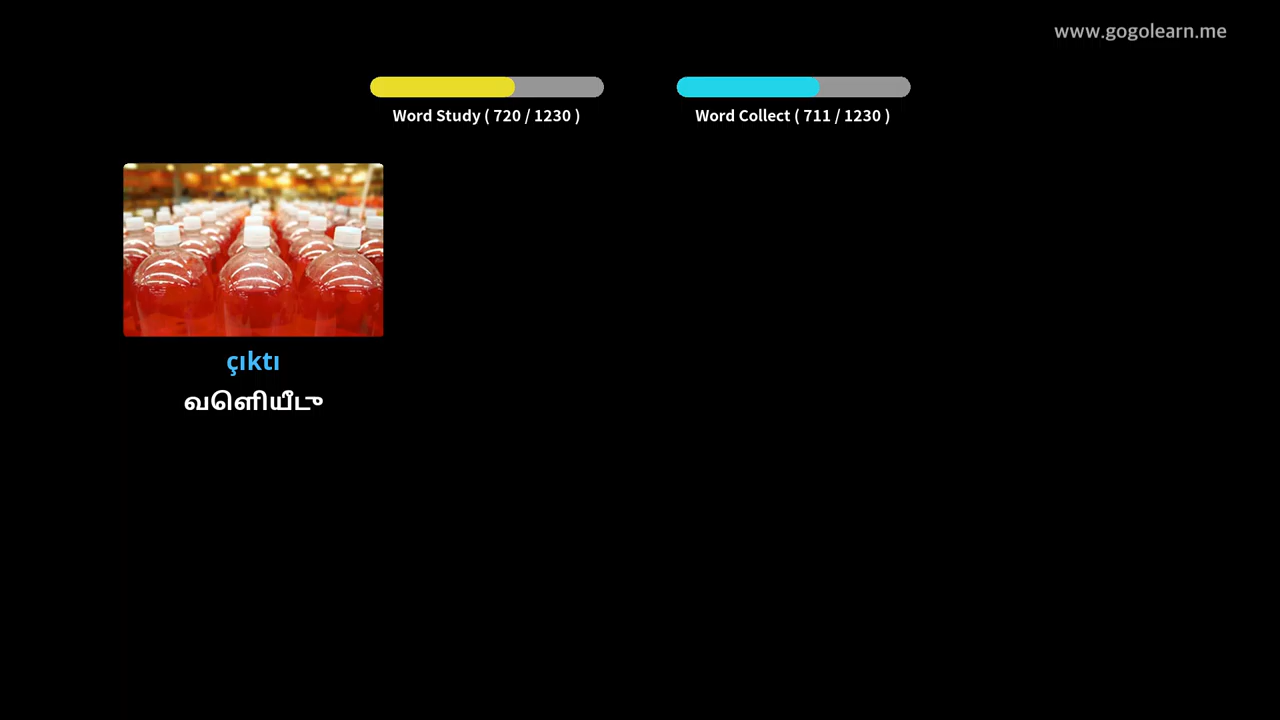 www.gogolearn.me
Word Study ( 720 / 1230 )
Word Collect ( 711 / 1230 )
çıktı
வெளியீடு